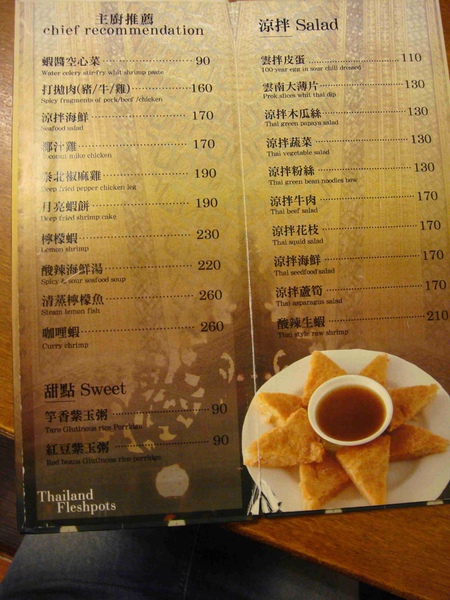 主廚推薦
chief recommendation
蝦醬空心菜 90
Water celery stir-fry whit shrimp paste
打拋肉(豬/牛/雞) 160
Spicy fragments of pork/beef /chicken
涼拌海鮮 170
Seafood salad
椰汁雞 170
Coconut milke chicken
泰北椒麻雞 190
Deep fried pepper chicken leg
月亮蝦餅 190
Deep fried shrimp cake
檸檬蝦 230
Lemon shrimp
酸辣海鮮湯 220
Spicy & sour seafood soup
清蒸檸檬魚 260
Steam lemon fish
咖哩蝦 260
Curry shrimp
甜點 Sweet
芋香紫玉粥 90
Taro Glutinous rice Porridge
紅豆紫玉粥 90
Red beans Glutinous rice porridge
Thailand
Fleshpots
涼拌 Salad
雲拌皮蛋 110
100-year egg in sour chili dressed
雲南大薄片 130
Prok slices whit thai dip
涼拌木瓜絲 130
Thai green papaya salad
涼拌蔬菜 130
Thai vegetable salad
涼拌粉絲 130
Thai green bean noodles bow
涼拌牛肉 170
Thai beef salad
涼拌花枝 170
Thai squid salad
涼拌海鮮 170
Thai seedfood salad
涼拌蘆筍 170
Thai asparagus salad
酸辣生蝦 210
Thai style raw shrimp